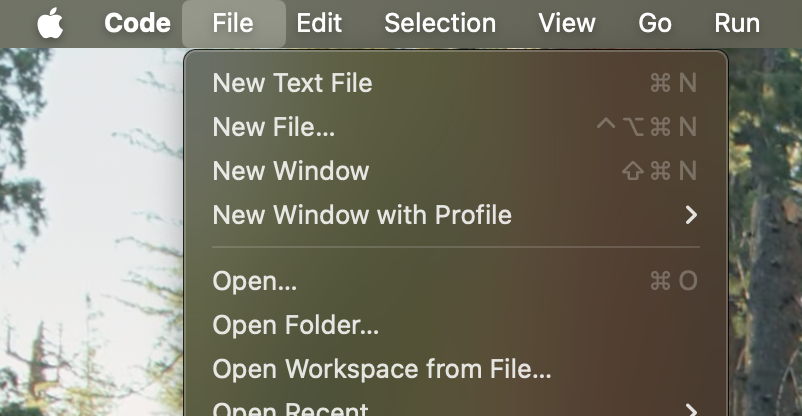 Code File Edit Selection View Go Run
New Text File ⌘ N
New File... ^⌥⌘ N
New Window ⇧⌘ N
New Window with Profile >
Open... ⌘ O
Open Folder...
Open Workspace from File...
Open Recent >